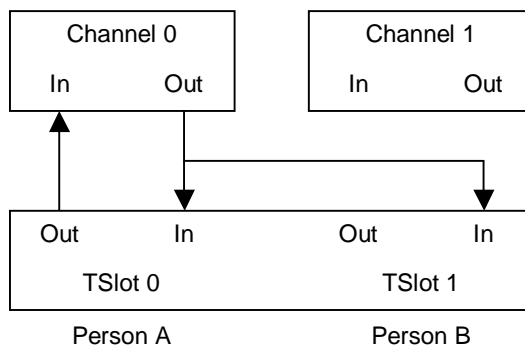 Channel 0 Channel 1
In Out In Out
Out In Out In
TSlot 0 TSlot 1
Person A Person B